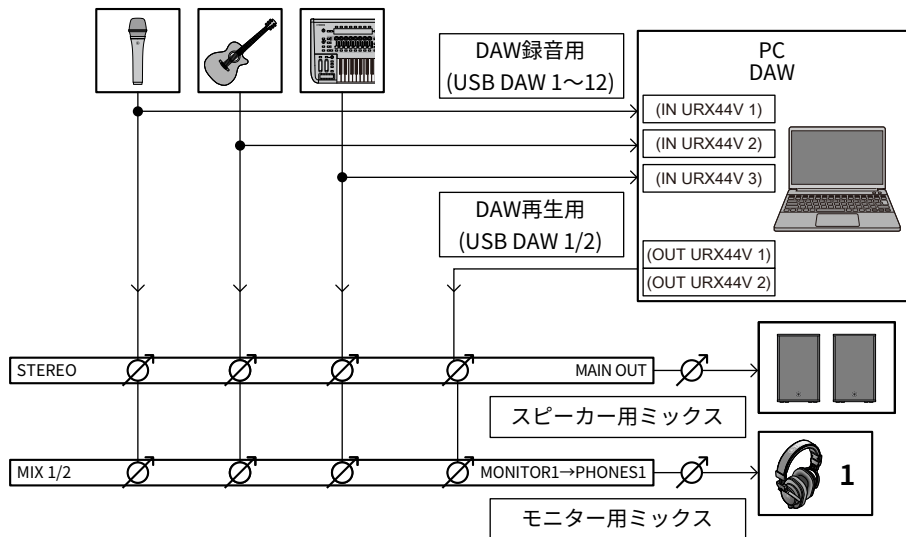 DAW録音用
(USB DAW 1～12)
PC
DAW
(IN URX44V 1)
(IN URX44V 2)
(IN URX44V 3)
DAW再生用
(USB DAW 1/2)
(OUT URX44V 1)
(OUT URX44V 2)
STEREO
MAIN OUT
スピーカー用ミックス
MIX 1/2
MONITOR1→PHONES1
1
モニター用ミックス